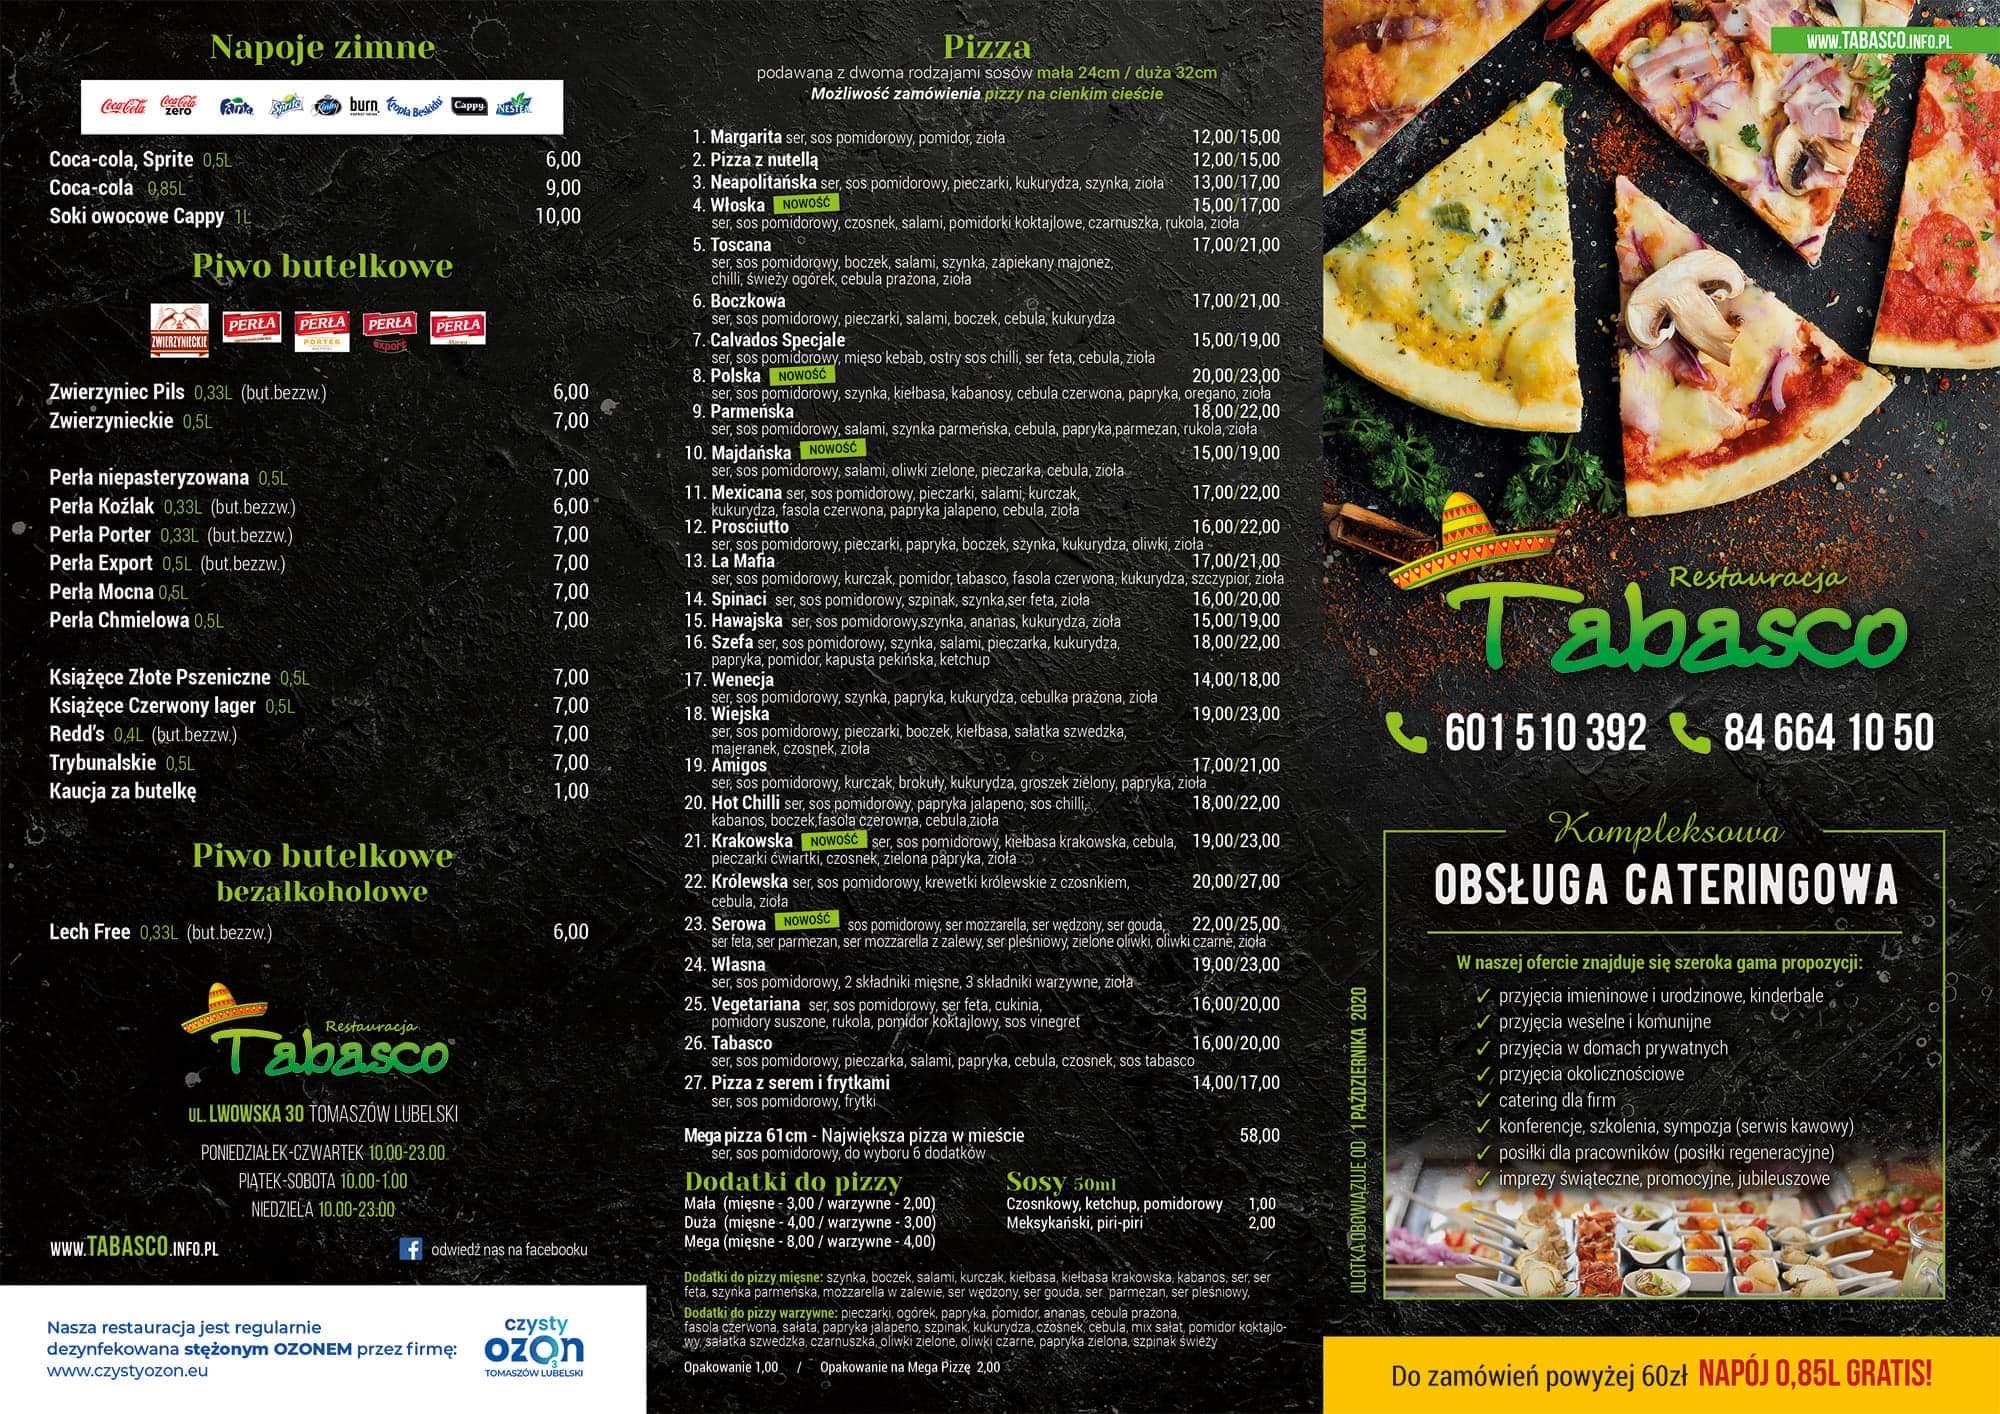 Napoje zimne
Coca-Cola Coca-Cola zero Fanta Sprite Kinley burn Kropla Beskidu Cappy NESTEA
Coca-cola, Sprite 0,5L 6,00
Coca-cola 0,85L 9,00
Soki owocowe Cappy 1L 10,00
Piwo butelkowe
ZWIERZYNIECKIE PERŁA PERŁA PORTER PERŁA export PERŁA Mocna
Zwierzyniec Pils 0,33L (but.bezzw.) 6,00
Zwierzynieckie 0,5L 7,00
Perła niepasteryzowana 0,5L 7,00
Perła Koźlak 0,33L (but.bezzw.) 6,00
Perła Porter 0,33L (but.bezzw.) 7,00
Perła Export 0,5L (but.bezzw.) 7,00
Perła Mocna 0,5L 7,00
Perła Chmielowa 0,5L 7,00
Książęce Złote Pszeniczne 0,5L 7,00
Książęce Czerwony lager 0,5L 7,00
Redd's 0,4L (but.bezzw.) 7,00
Trybunalskie 0,5L 7,00
Kaucja za butelkę 1,00
Piwo butelkowe
bezalkoholowe
Lech Free 0,33L (but.bezzw.) 6,00
Restauracja
Tabasco
UL. LWOWSKA 30 TOMASZÓW LUBELSKI
PONIEDZIAŁEK-CZWARTEK 10.00-23.00
PIĄTEK-SOBOTA 10.00-1.00
NIEDZIELA 10.00-23:00
WWW.TABASCO.INFO.PL
odwiedź nas na facebooku
Nasza restauracja jest regularnie
dezynfekowana stężonym OZONEM przez firmę:
www.czystyozon.eu
czysty
ozOn
3
TOMASZÓW LUBELSKI
Pizza
podawana z dwoma rodzajami sosów mała 24cm / duża 32cm
Możliwość zamówienia pizzy na cienkim cieście
1. Margarita ser, sos pomidorowy, pomidor, zioła 12,00/15,00
2. Pizza z nutellą 12,00/15,00
3. Neapolitańska ser, sos pomidorowy, pieczarki, kukurydza, szynka, zioła 13,00/17,00
4. Włoska NOWOŚĆ 15,00/17,00
ser, sos pomidorowy, czosnek, salami, pomidorki koktajlowe, czarnuszka, rukola, zioła
5. Toscana 17,00/21,00
ser, sos pomidorowy, boczek, salami, szynka, zapiekany majonez,
chilli, świeży ogórek, cebula prażona, zioła
6. Boczkowa 17,00/21,00
ser, sos pomidorowy, pieczarki, salami, boczek, cebula, kukurydza
7. Calvados Specjale 15,00/19,00
ser, sos pomidorowy, mięso kebab, ostry sos chilli, ser feta, cebula, zioła
8. Polska NOWOŚĆ 20,00/23,00
ser, sos pomidorowy, szynka, kiełbasa, kabanosy, cebula czerwona, papryka, oregano, zioła
9. Parmeńska 18,00/22,00
ser, sos pomidorowy, salami, szynka parmeńska, cebula, papryka,parmezan, rukola, zioła
10. Majdańska NOWOŚĆ 15,00/19,00
ser, sos pomidorowy, salami, oliwki zielone, pieczarka, cebula, zioła
11. Mexicana ser, sos pomidorowy, pieczarki, salami, kurczak, 17,00/22,00
kukurydza, fasola czerwona, papryka jalapeno, cebula, zioła
12. Prosciutto 16,00/22,00
ser, sos pomidorowy, pieczarki, papryka, boczek, szynka, kukurydza, oliwki, zioła
13. La Mafia 17,00/21,00
ser, sos pomidorowy, kurczak, pomidor, tabasco, fasola czerwona, kukurydza, szczypior, zioła
14. Spinaci ser, sos pomidorowy, szpinak, szynka,ser feta, zioła 16,00/20,00
15. Hawajska ser, sos pomidorowy,szynka, ananas, kukurydza, zioła 15,00/19,00
16. Szefa ser, sos pomidorowy, szynka, salami, pieczarka, kukurydza, 18,00/22,00
papryka, pomidor, kapusta pekińska, ketchup
17. Wenecja 14,00/18,00
ser, sos pomidorowy, szynka, papryka, kukurydza, cebulka prażona, zioła
18. Wiejska 19,00/23,00
ser, sos pomidorowy, pieczarki, boczek, kiełbasa, sałatka szwedzka,
majeranek, czosnek, zioła
19. Amigos 17,00/21,00
ser, sos pomidorowy, kurczak, brokuły, kukurydza, groszek zielony, papryka, zioła
20. Hot Chilli ser, sos pomidorowy, papryka jalapeno, sos chilli, 18,00/22,00
kabanos, boczek,fasola czerowna, cebula,zioła
21. Krakowska NOWOŚĆ ser, sos pomidorowy, kiełbasa krakowska, cebula, 19,00/23,00
pieczarki ćwiartki, czosnek, zielona papryka, zioła
22. Królewska ser, sos pomidorowy, krewetki królewskie z czosnkiem, 20,00/27,00
cebula, zioła
23. Serowa NOWOŚĆ sos pomidorowy, ser mozzarella, ser wędzony, ser gouda, 22,00/25,00
ser feta, ser parmezan, ser mozzarella z zalewy, ser pleśniowy, zielone oliwki, oliwki czarne, zioła
24. Własna 19,00/23,00
ser, sos pomidorowy, 2 składniki mięsne, 3 składniki warzywne, zioła
25. Vegetariana ser, sos pomidorowy, ser feta, cukinia, 16,00/20,00
pomidory suszone, rukola, pomidor koktajlowy, sos vinegret
26. Tabasco 16,00/20,00
ser, sos pomidorowy, pieczarka, salami, papryka, cebula, czosnek, sos tabasco
27. Pizza z serem i frytkami 14,00/17,00
ser, sos pomidorowy, frytki
Mega pizza 61cm - Największa pizza w mieście 58,00
ser, sos pomidorowy, do wyboru 6 dodatków
Dodatki do pizzy
Mała (mięsne - 3,00 / warzywne - 2,00)
Duża (mięsne - 4,00 / warzywne - 3,00)
Mega (mięsne - 8,00 / warzywne - 4,00)
Sosy 50ml
Czosnkowy, ketchup, pomidorowy 1,00
Meksykański, piri-piri 2,00
Dodatki do pizzy mięsne: szynka, boczek, salami, kurczak, kiełbasa, kiełbasa krakowska, kabanos, ser, ser
feta, szynka parmeńska, mozzarella w zalewie, ser wędzony, ser gouda, ser parmezan, ser pleśniowy,
Dodatki do pizzy warzywne: pieczarki, ogórek, papryka, pomidor, ananas, cebula prażona,
fasola czerwona, sałata, papryka jalapeno, szpinak, kukurydza, czosnek, cebula, mix sałat, pomidor koktajlo-
wy, sałatka szwedzka, czarnuszka, oliwki zielone, oliwki czarne, papryka zielona, szpinak świeży
Opakowanie 1,00 / Opakowanie na Mega Pizzę 2,00
WWW.TABASCO.INFO.PL
Restauracja
Tabasco
601 510 392 84 664 10 50
Kompleksowa
OBSŁUGA CATERINGOWA
W naszej ofercie znajduje się szeroka gama propozycji:
✓ przyjęcia imieninowe i urodzinowe, kinderbale
✓ przyjęcia weselne i komunijne
✓ przyjęcia w domach prywatnych
✓ przyjęcia okolicznościowe
✓ catering dla firm
✓ konferencje, szkolenia, sympozja (serwis kawowy)
✓ posiłki dla pracowników (posiłki regeneracyjne)
✓ imprezy świąteczne, promocyjne, jubileuszowe
ULOTKA OBOWIĄZUJE OD 1 PAŹDZIERNIKA 2020
Do zamówień powyżej 60zł NAPÓJ 0,85L GRATIS!